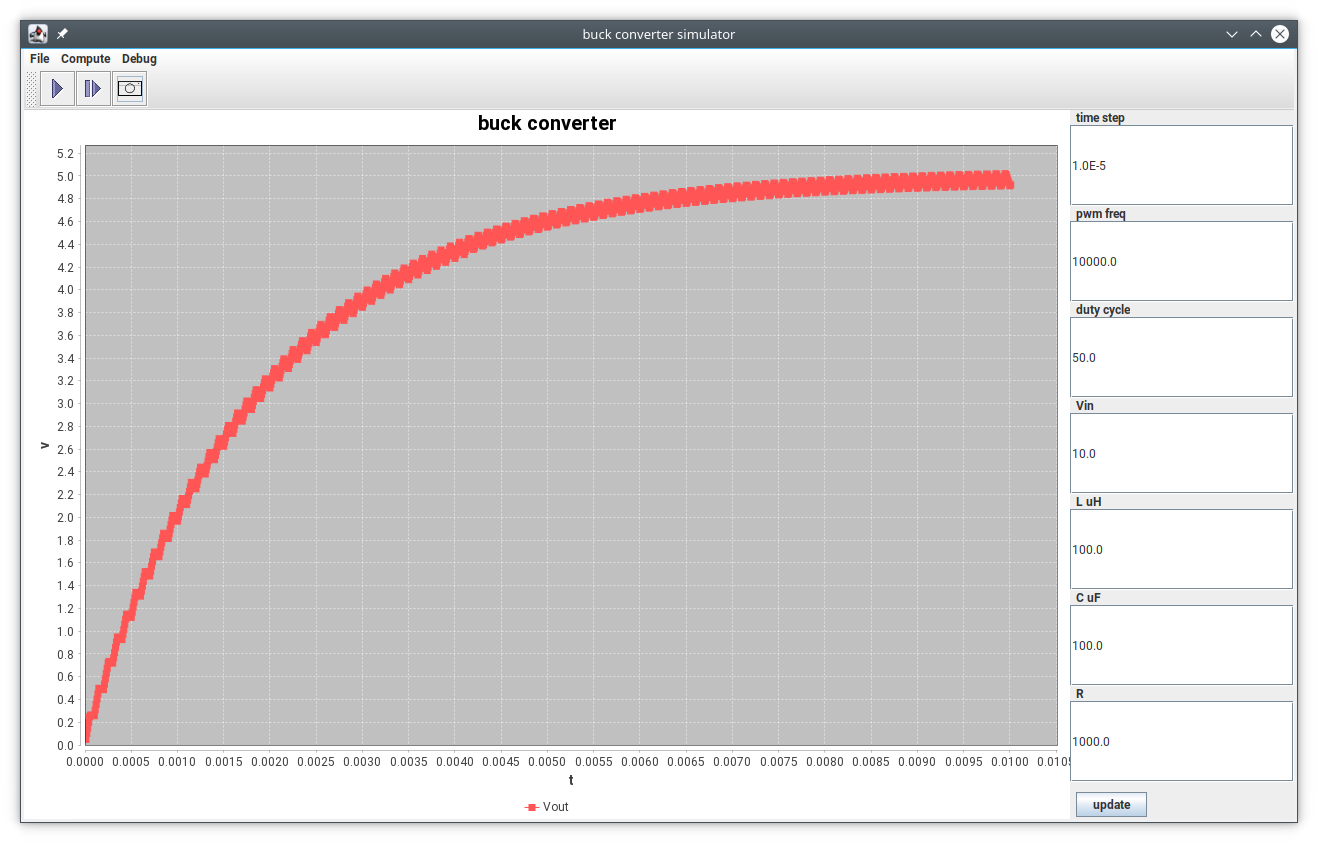 buck converter simulator
File Compute Debug
buck converter
5.2
5.0
4.8
4.6
4.4
4.2
4.0
3.8
3.6
3.4
3.2
3.0
2.8
2.6
2.4
2.2
2.0
1.8
1.6
1.4
1.2
1.0
0.8
0.6
0.4
0.2
0.0
v
0.0000 0.0005 0.0010 0.0015 0.0020 0.0025 0.0030 0.0035 0.0040 0.0045 0.0050 0.0055 0.0060 0.0065 0.0070 0.0075 0.0080 0.0085 0.0090 0.0095 0.0100 0.0105
t
Vout
time step
1.0E-5
pwm freq
10000.0
duty cycle
50.0
Vin
10.0
L uH
100.0
C uF
100.0
R
1000.0
update